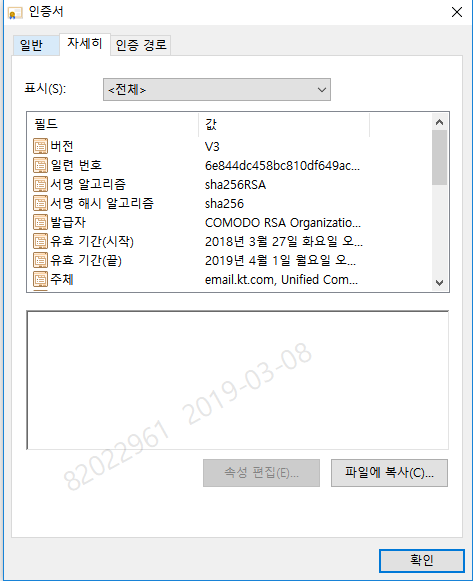 인증서
일반 자세히 인증 경로
표시(S): <전체>
필드 값
버전 V3
일련 번호 6e844dc458bc810df649ac...
서명 알고리즘 sha256RSA
서명 해시 알고리즘 sha256
발급자 COMODO RSA Organizatio...
유효 기간(시작) 2018년 3월 27일 화요일 오...
유효 기간(끝) 2019년 4월 1일 월요일 오...
주체 email.kt.com, Unified Com...
82022961 2019-03-08
속성 편집(E)... 파일에 복사(C)...
확인